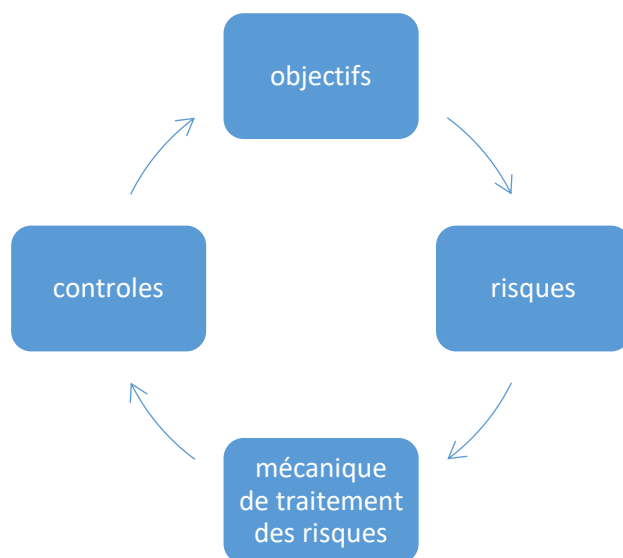 objectifs
controles
risques
mécanique
de traitement
des risques